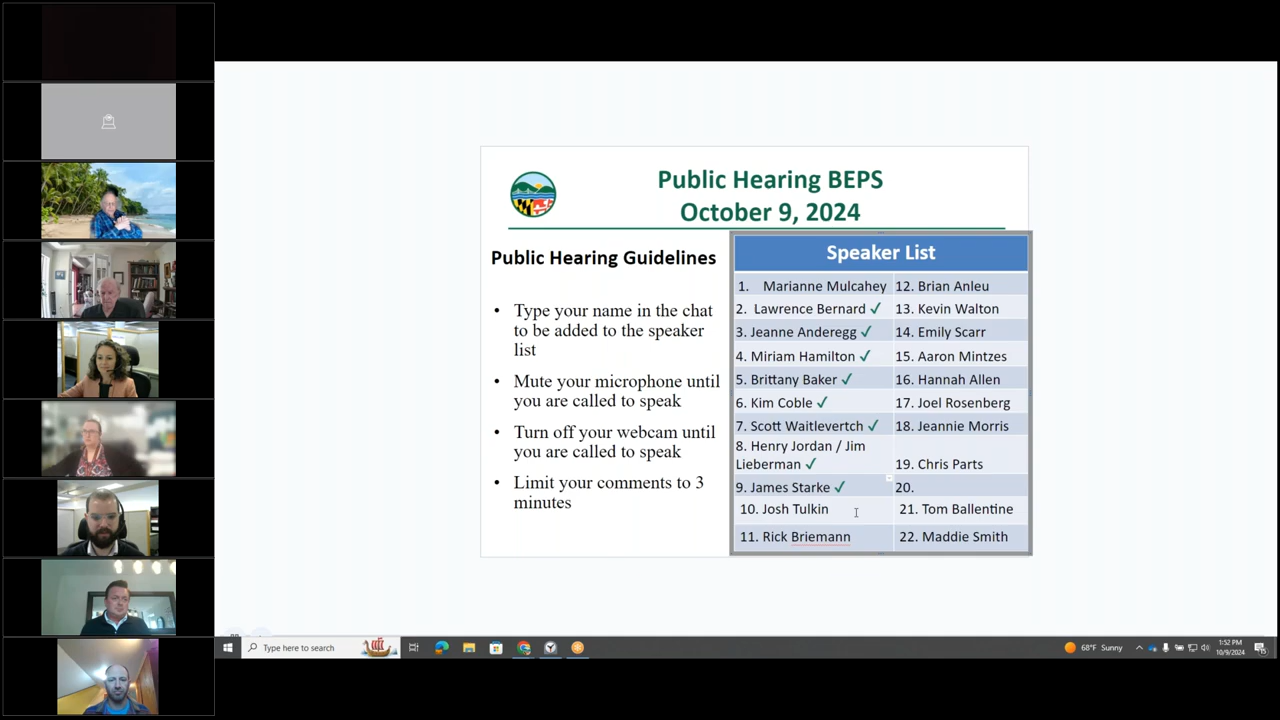 Public Hearing BEPS
October 9, 2024
Public Hearing Guidelines
• Type your name in the chat
to be added to the speaker
list
• Mute your microphone until
you are called to speak
• Turn off your webcam until
you are called to speak
• Limit your comments to 3
minutes
Speaker List
1. Marianne Mulcahey
2. Lawrence Bernard ✓
3. Jeanne Anderegg ✓
4. Miriam Hamilton ✓
5. Brittany Baker ✓
6. Kim Coble ✓
7. Scott Waitlevertch ✓
8. Henry Jordan / Jim
Lieberman ✓
9. James Starke ✓
10. Josh Tulkin
11. Rick Briemann
12. Brian Anleu
13. Kevin Walton
14. Emily Scarr
15. Aaron Mintzes
16. Hannah Allen
17. Joel Rosenberg
18. Jeannie Morris
19. Chris Parts
20.
21. Tom Ballentine
22. Maddie Smith
Type here to search
68°F Sunny
1:52 PM
10/9/2024